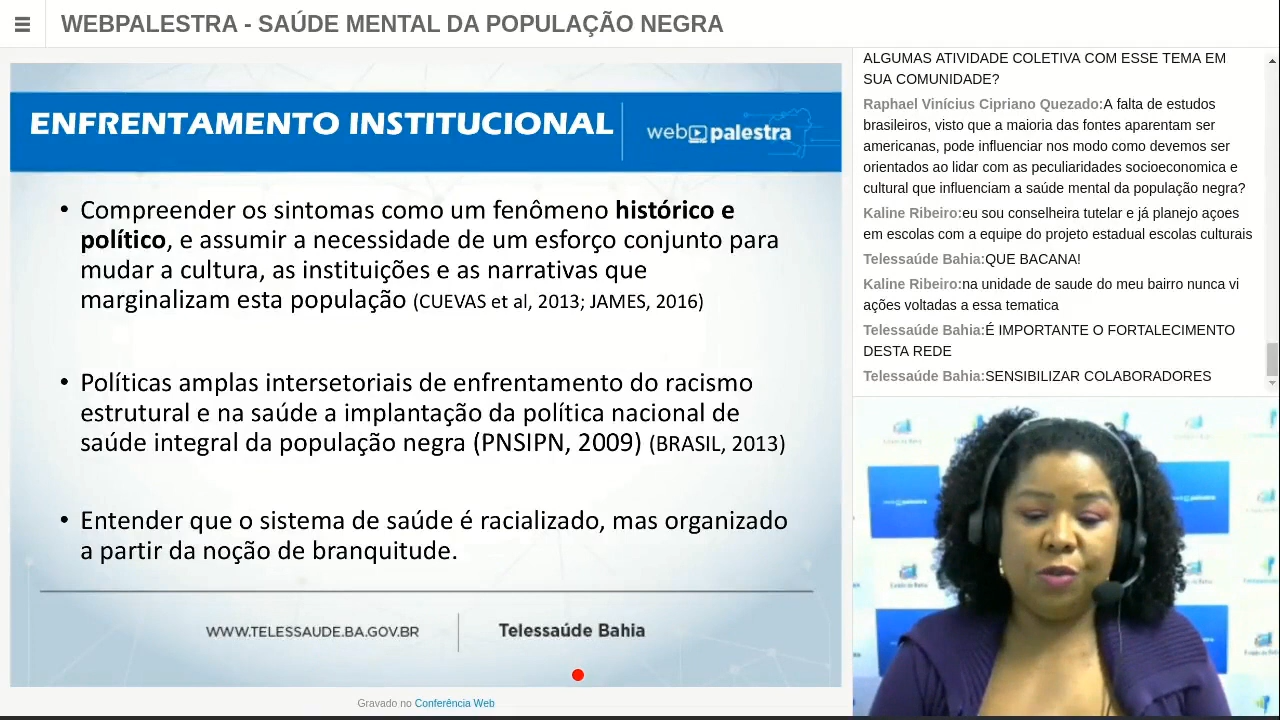 WEBPALESTRA - SAÚDE MENTAL DA POPULAÇÃO NEGRA
ENFRENTAMENTO INSTITUCIONAL
web palestra
• Compreender os sintomas como um fenômeno histórico e
político, e assumir a necessidade de um esforço conjunto para
mudar a cultura, as instituições e as narrativas que
marginalizam esta população (CUEVAS et al, 2013; JAMES, 2016)
• Políticas amplas intersetoriais de enfrentamento do racismo
estrutural e na saúde a implantação da política nacional de
saúde integral da população negra (PNSIPN, 2009) (BRASIL, 2013)
• Entender que o sistema de saúde é racializado, mas organizado
a partir da noção de branquitude.
WWW.TELESSAUDE.BA.GOV.BR
Telessaúde Bahia
Gravado no Conferência Web
ALGUMAS ATIVIDADE COLETIVA COM ESSE TEMA EM
SUA COMUNIDADE?
Raphael Vinícius Cipriano Quezado:A falta de estudos
brasileiros, visto que a maioria das fontes aparentam ser
americanas, pode influenciar nos modo como devemos ser
orientados ao lidar com as peculiaridades socioeconomica e
cultural que influenciam a saúde mental da população negra?
Kaline Ribeiro:eu sou conselheira tutelar e já planejo açoes
em escolas com a equipe do projeto estadual escolas culturais
Telessaúde Bahia:QUE BACANA!
Kaline Ribeiro:na unidade de saude do meu bairro nunca vi
ações voltadas a essa tematica
Telessaúde Bahia:É IMPORTANTE O FORTALECIMENTO
DESTA REDE
Telessaúde Bahia:SENSIBILIZAR COLABORADORES